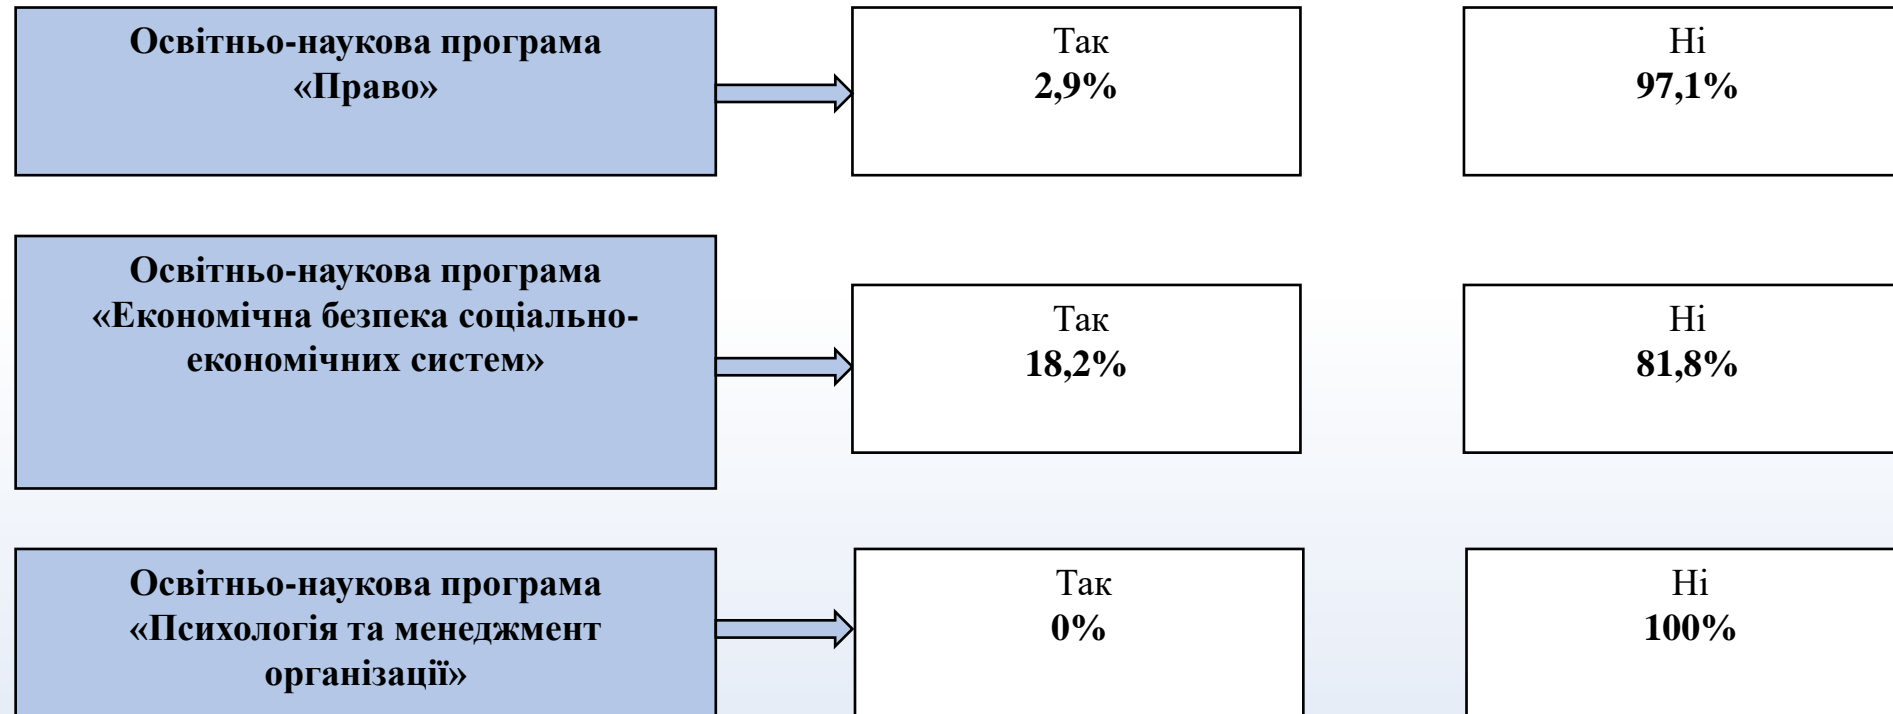 Освітньо-наукова програма
«Право»
Так
2,9%
Ні
97,1%
Освітньо-наукова програма
«Економічна безпека соціально-
економічних систем»
Так
18,2%
Ні
81,8%
Освітньо-наукова програма
«Психологія та менеджмент
організації»
Так
0%
Ні
100%